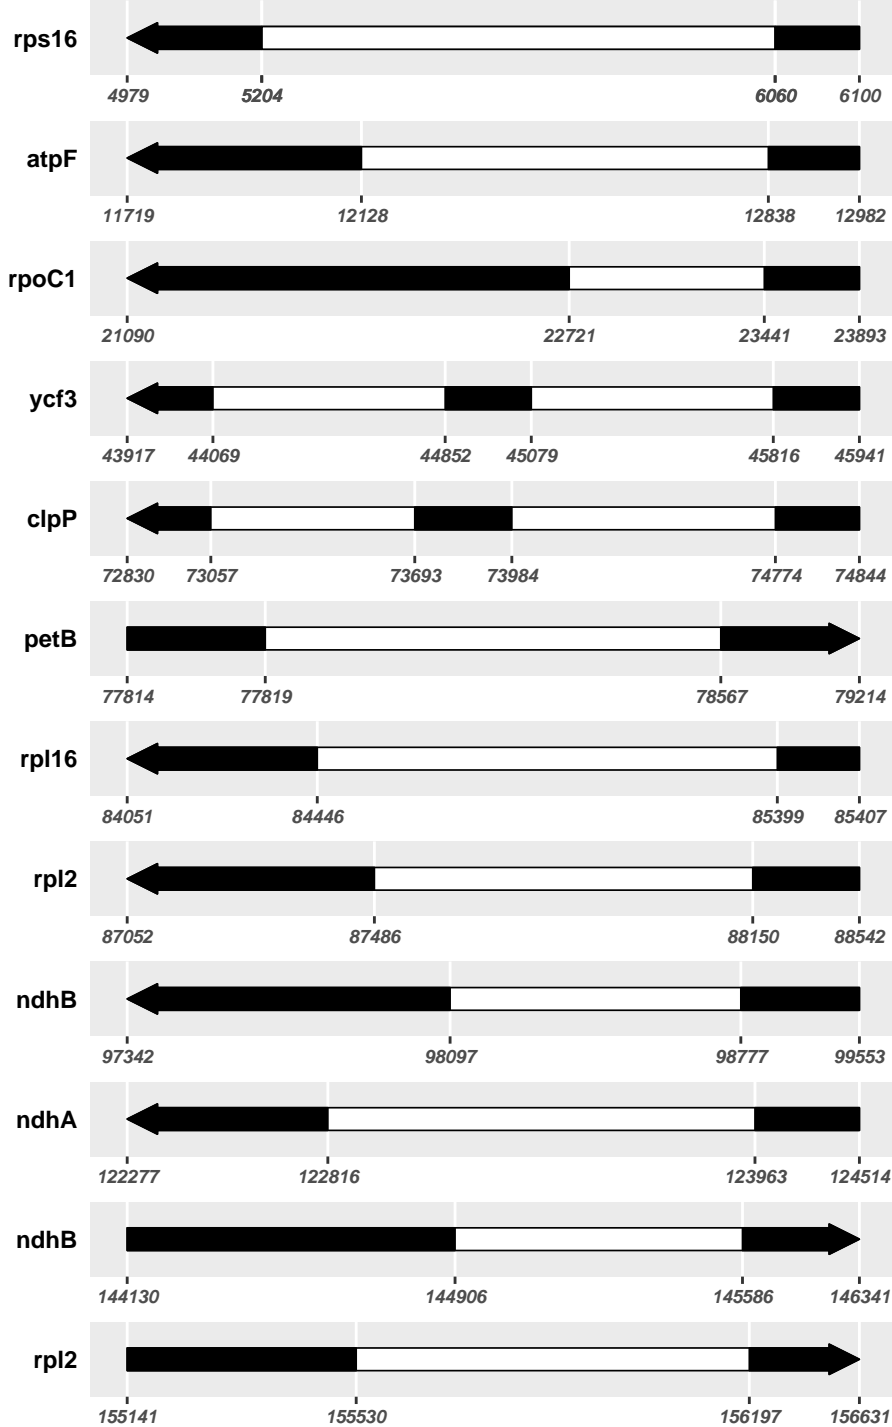 rps16
4979 5204 6060 6100
atpF
11719 12128 12838 12982
rpoC1
21090 22721 23441 23893
ycf3
43917 44069 44852 45079 45816 45941
clpP
72830 73057 73693 73984 74774 74844
petB
77814 77819 78567 79214
rpl16
84051 84446 85399 85407
rpl2
87052 87486 88150 88542
ndhB
97342 98097 98777 99553
ndhA
122277 122816 123963 124514
ndhB
144130 144906 145586 146341
rpl2
155141 155530 156197 156631